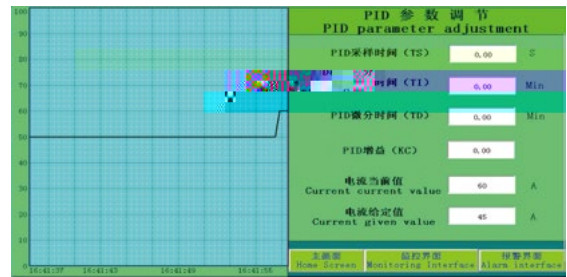 PID 参 数 调 节
PID parameter adjustment
100
90
80
70
60
50
40
30
20
10
0
16:41:37 16:41:43 16:41:49 16:41:55
PID采样时间（TS） 0.00 S
时间（TI） 0.00 Min
PID微分时间（TD） 0.00 Min
PID增益（KC） 0.00
电流当前值
Current current value 60 A
电流给定值
Current given value 45 A
主画面 监控界面 报警界面
Home Screen Monitoring Interface Alarm interface